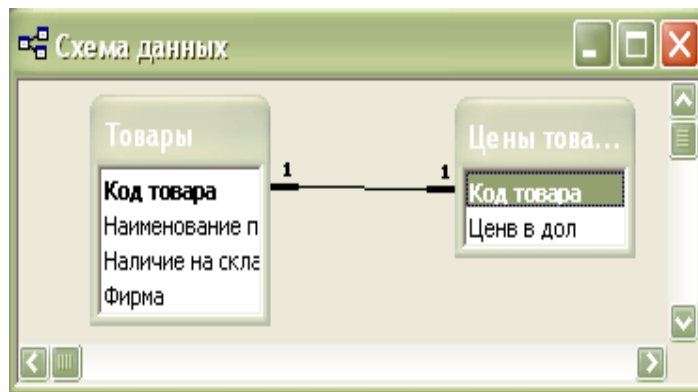 Схема данных
Товары
Код товара
Наименование п
Наличие на скла
Фирма
1
1
Цены това...
Код товара
Ценв в дол